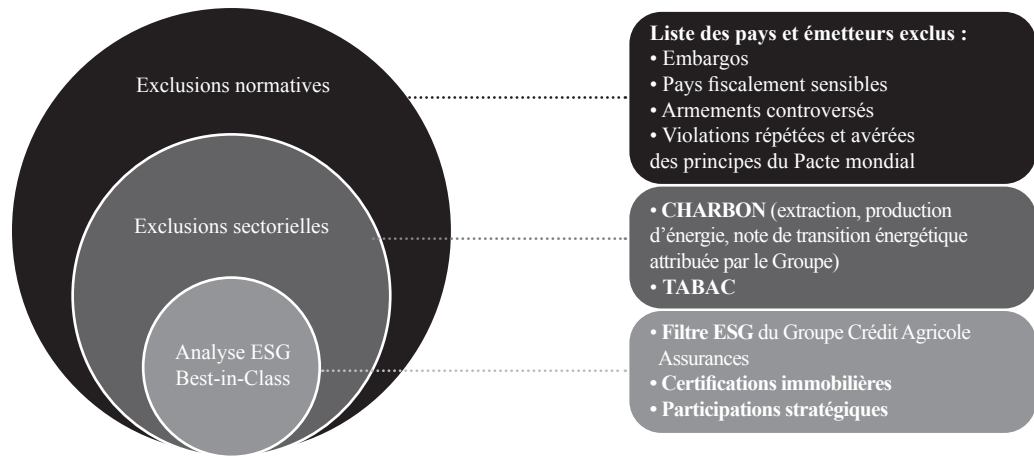 Exclusions normatives
Liste des pays et émetteurs exclus :
• Embargos
• Pays fiscalement sensibles
• Armements controversés
• Violations répétées et avérées
des principes du Pacte mondial
Exclusions sectorielles
• CHARBON (extraction, production
d’énergie, note de transition énergétique
attribuée par le Groupe)
• TABAC
Analyse ESG
Best-in-Class
• Filtre ESG du Groupe Crédit Agricole
Assurances
• Certifications immobilières
• Participations stratégiques